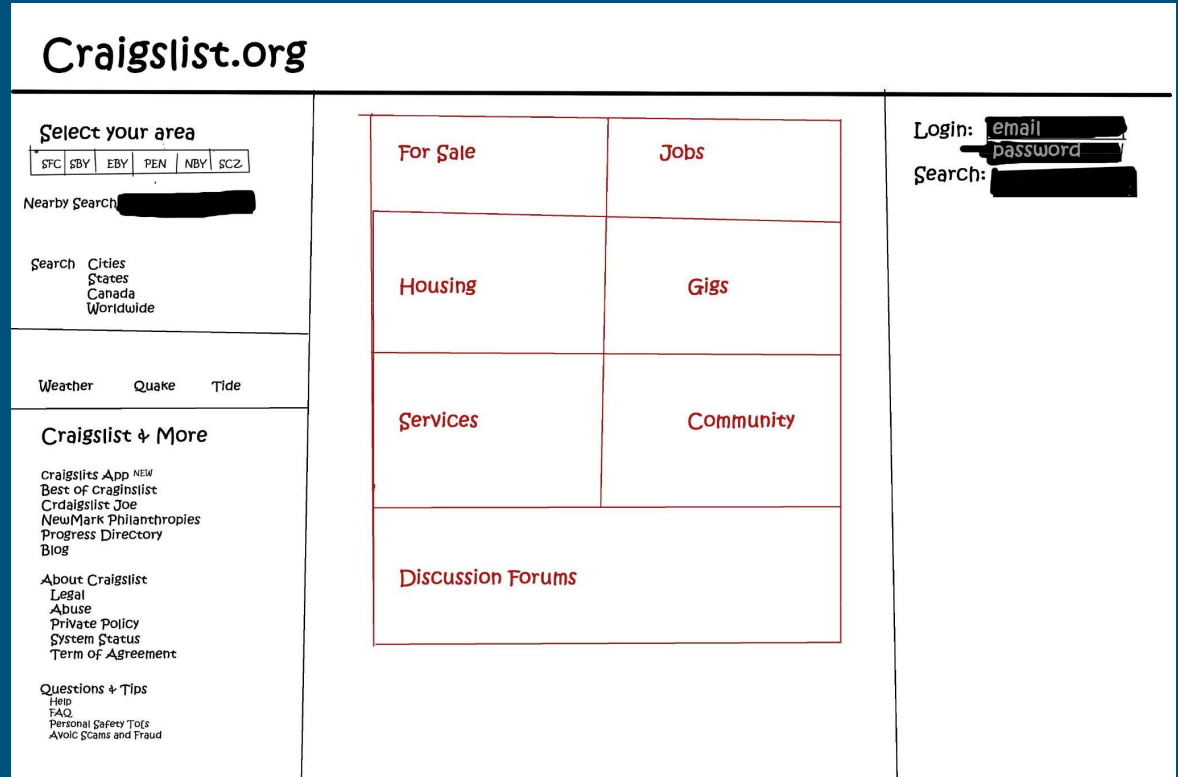 Craigslist.org
Select your area
SFC SBY EBY PEN NBY SCZ
Nearby Search
Search Cities
States
Canada
Worldwide
Weather Quake Tide
Craigslist & More
Craigslits App NEW
Best of Craginslist
Crdaigslist Joe
NewMark Philanthropies
Progress Directory
Blog
About Craigslist
Legal
Abuse
Private Policy
System Status
Term of Agreement
Questions & Tips
Help
FAQ
Personal Safety To[s
Avoic Scams and Fraud
For Sale Jobs
Housing Gigs
Services Community
Discussion Forums
Login: email
password
Search: